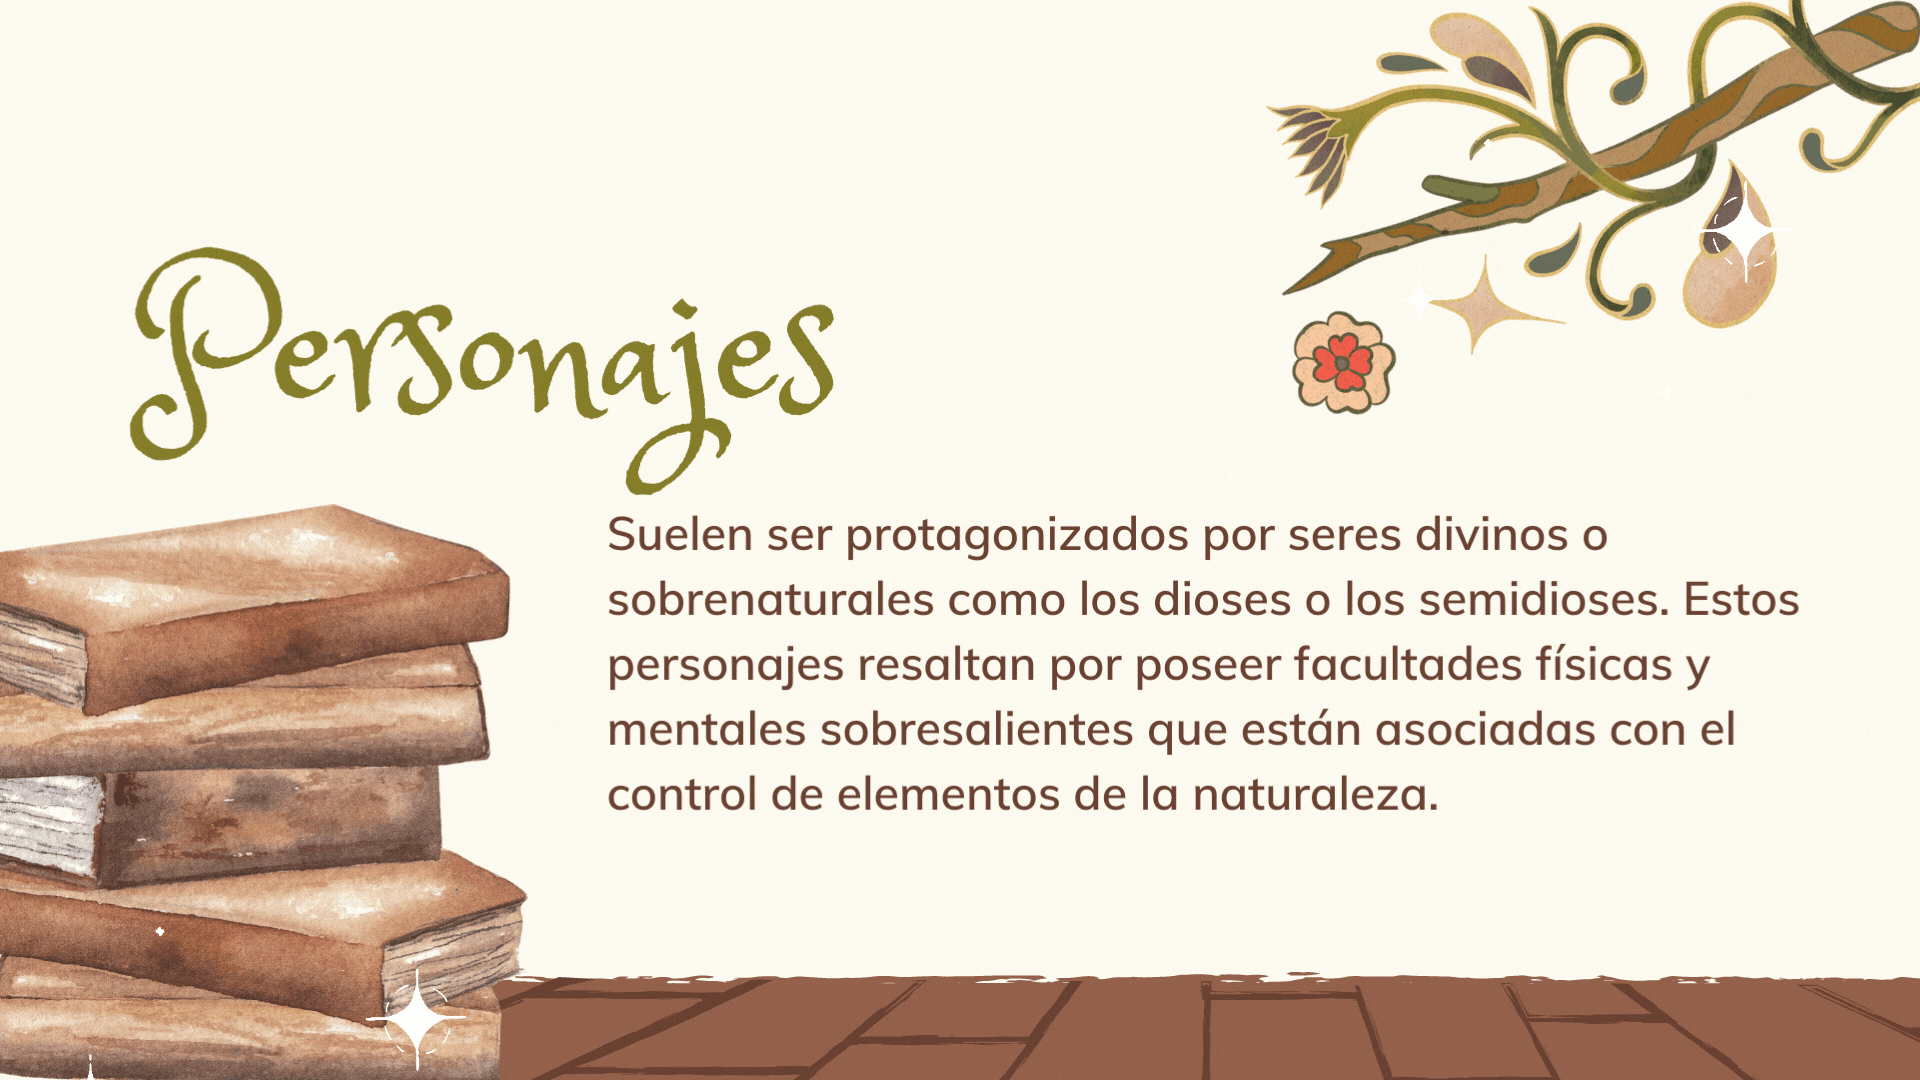 Personajes
Suelen ser protagonizados por seres divinos o
sobrenaturales como los dioses o los semidioses. Estos
personajes resaltan por poseer facultades físicas y
mentales sobresalientes que están asociadas con el
control de elementos de la naturaleza.